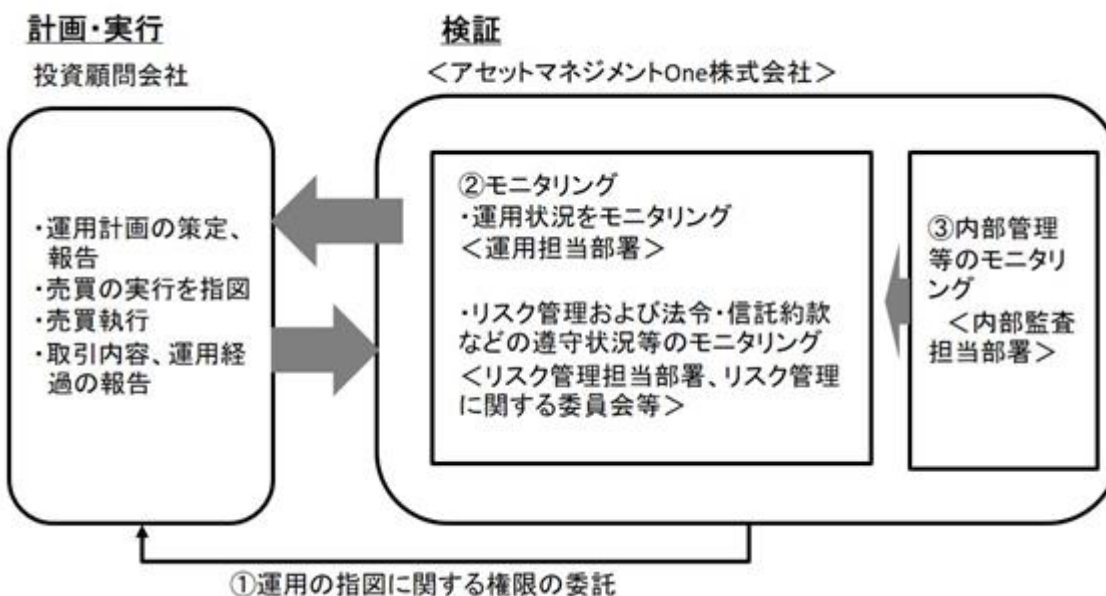 計画・実行
投資顧問会社
・運用計画の策定、
報告
・売買の実行を指図
・売買執行
・取引内容、運用経
過の報告
検証
＜アセットマネジメントOne株式会社＞
②モニタリング
・運用状況をモニタリング
＜運用担当部署＞
・リスク管理および法令・信託約款
などの遵守状況等のモニタリング
＜リスク管理担当部署、リスク管理
に関する委員会等＞
③内部管理
等のモニタリ
ング
＜内部監査
担当部署＞
①運用の指図に関する権限の委託